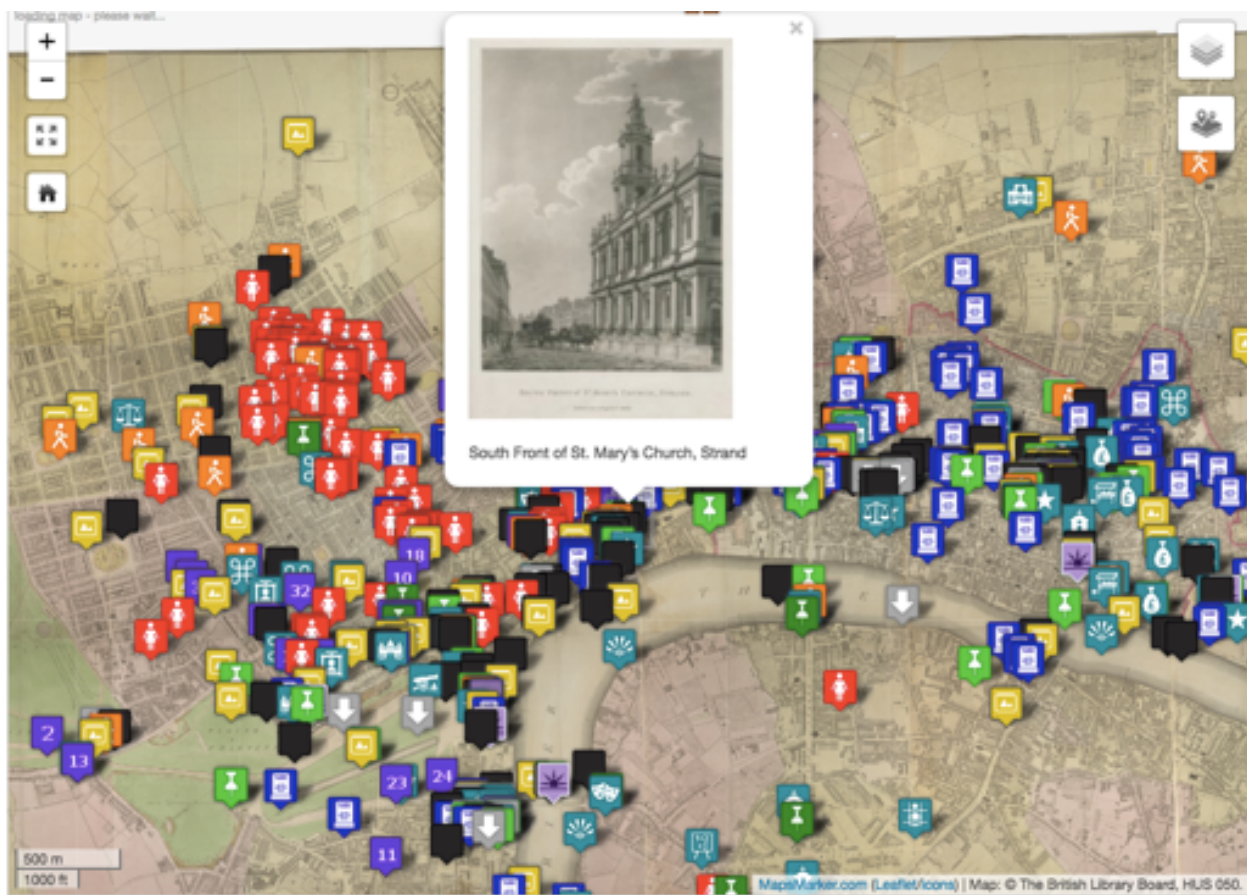 loading map - please wait...
+
×
−
South Front of St. Mary's Church, Strand
18
10
32
2
13
23
24
11
500 m
1000 ft
MapsMarker.com (Leaflet/icons) | Map: © The British Library Board, HUS 050.